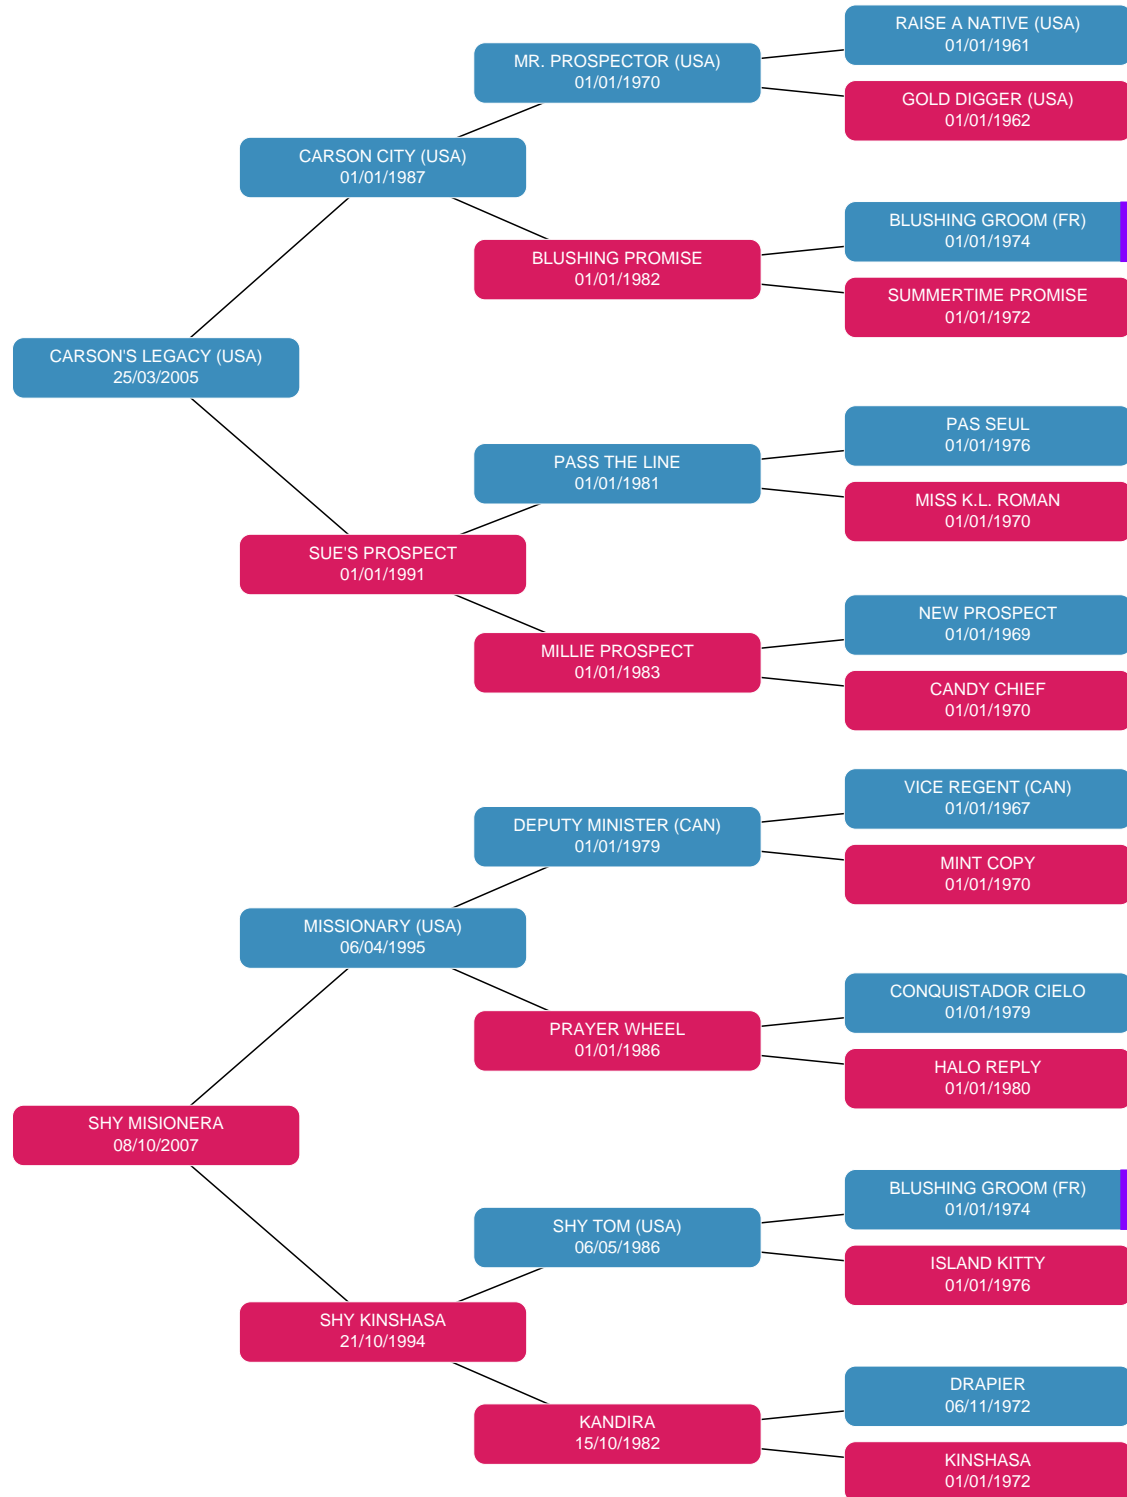 RAISE A NATIVE (USA)
01/01/1961
MR. PROSPECTOR (USA)
01/01/1970
GOLD DIGGER (USA)
01/01/1962
CARSON CITY (USA)
01/01/1987
BLUSHING GROOM (FR)
01/01/1974
BLUSHING PROMISE
01/01/1982
SUMMERTIME PROMISE
01/01/1972
CARSON'S LEGACY (USA)
25/03/2005
PAS SEUL
01/01/1976
PASS THE LINE
01/01/1981
MISS K.L. ROMAN
01/01/1970
SUE'S PROSPECT
01/01/1991
NEW PROSPECT
01/01/1969
MILLIE PROSPECT
01/01/1983
CANDY CHIEF
01/01/1970
VICE REGENT (CAN)
01/01/1967
DEPUTY MINISTER (CAN)
01/01/1979
MINT COPY
01/01/1970
MISSIONARY (USA)
06/04/1995
CONQUISTADOR CIELO
01/01/1979
PRAYER WHEEL
01/01/1986
HALO REPLY
01/01/1980
SHY MISIONERA
08/10/2007
BLUSHING GROOM (FR)
01/01/1974
SHY TOM (USA)
06/05/1986
ISLAND KITTY
01/01/1976
SHY KINSHASA
21/10/1994
DRAPIER
06/11/1972
KANDIRA
15/10/1982
KINSHASA
01/01/1972